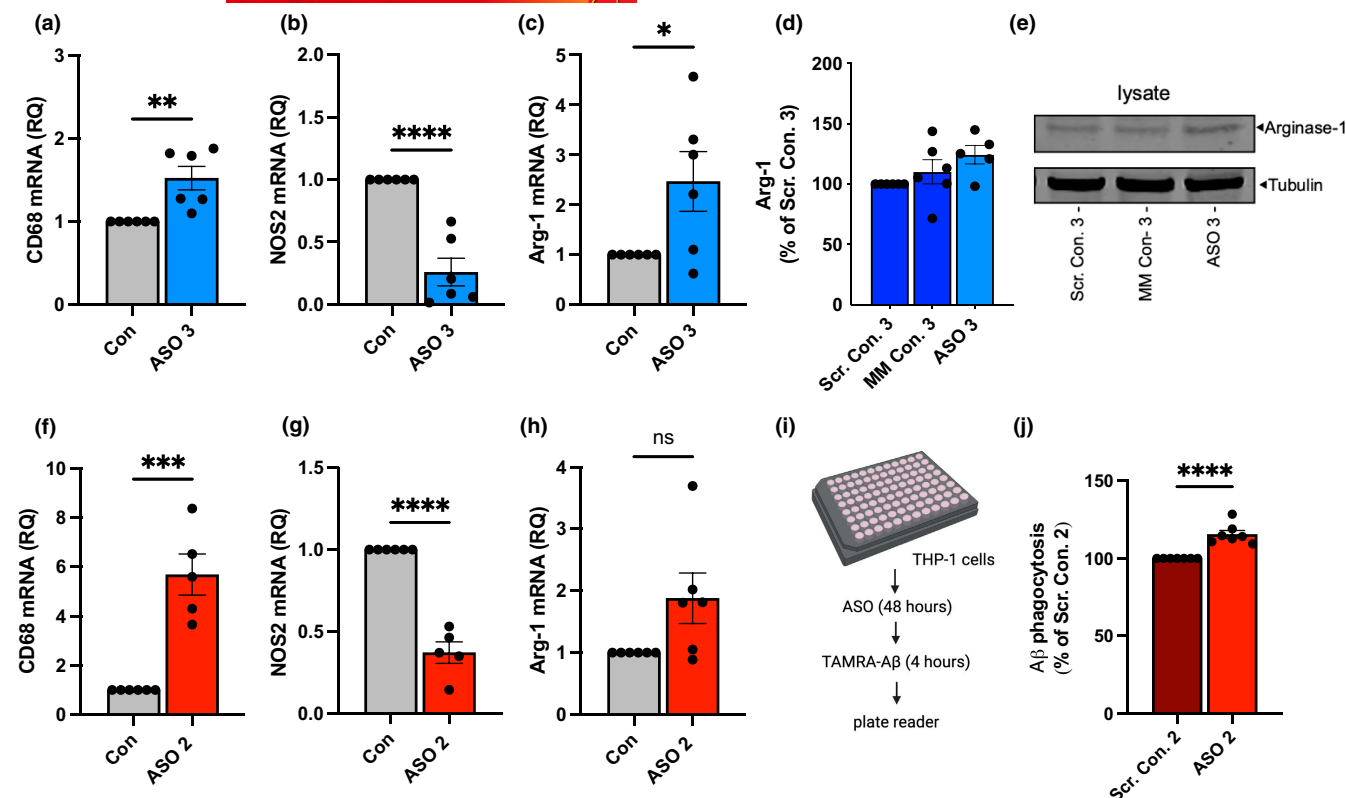 (a)
CD68 mRNA (RQ)
3
2
1
0
**
Con
ASO 3
(b)
NOS2 mRNA (RQ)
2.0
1.5
1.0
0.5
0.0
****
Con
ASO 3
(c)
Arg-1 mRNA (RQ)
5
4
3
2
1
0
*
Con
ASO 3
(d)
Arg-1
(% of Scr. Con. 3)
200
150
100
50
0
Scr. Con. 3
MM Con. 3
ASO 3
(e)
lysate
◄Arginase-1
◄Tubulin
Scr. Con. 3 -
MM Con- 3 -
ASO 3 -
(f)
CD68 mRNA (RQ)
10
8
6
4
2
0
***
Con
ASO 2
(g)
NOS2 mRNA (RQ)
1.5
1.0
0.5
0.0
****
Con
ASO 2
(h)
Arg-1 mRNA (RQ)
4
3
2
1
0
ns
Con
ASO 2
(i)
THP-1 cells
ASO (48 hours)
TAMRA-Aβ (4 hours)
plate reader
(j)
Aβ phagocytosis
(% of Scr. Con. 2)
150
100
50
0
****
Scr. Con. 2
ASO 2